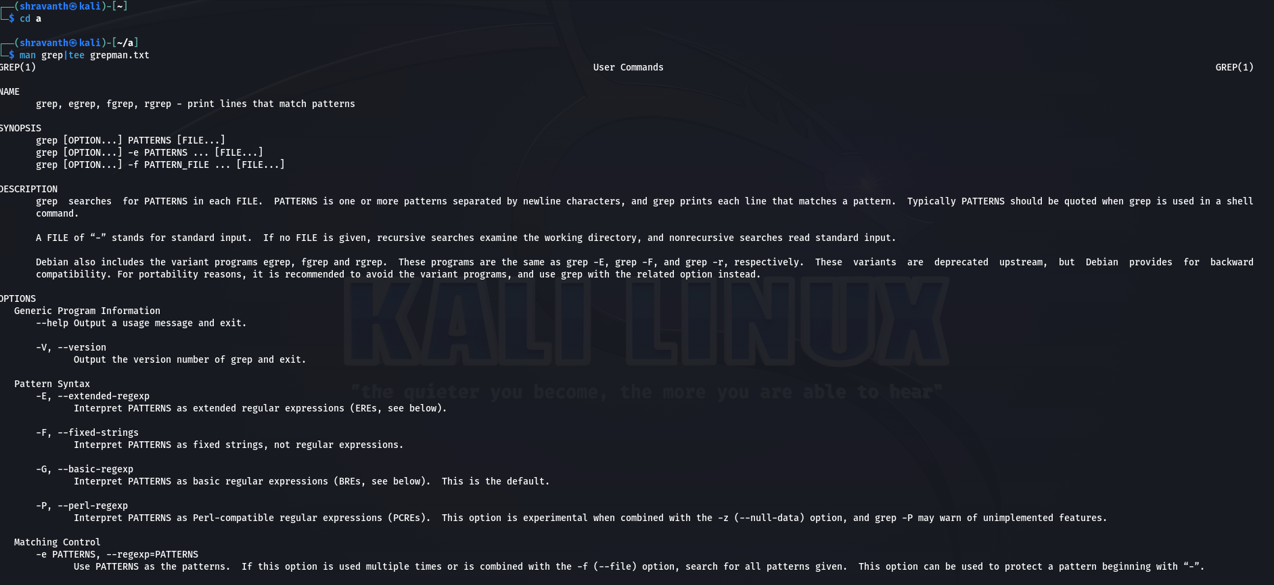 (shravanth㉿kali)-[~]
$ cd a
(shravanth㉿kali)-[~/a]
$ man grep|tee grepman.txt
GREP(1) User Commands GREP(1)
NAME
grep, egrep, fgrep, rgrep - print lines that match patterns
SYNOPSIS
grep [OPTION...] PATTERNS [FILE...]
grep [OPTION...] -e PATTERNS ... [FILE...]
grep [OPTION...] -f PATTERN_FILE ... [FILE...]
DESCRIPTION
grep searches for PATTERNS in each FILE. PATTERNS is one or more patterns separated by newline characters, and grep prints each line that matches a pattern. Typically PATTERNS should be quoted when grep is used in a shell
command.
A FILE of “-” stands for standard input. If no FILE is given, recursive searches examine the working directory, and nonrecursive searches read standard input.
Debian also includes the variant programs egrep, fgrep and rgrep. These programs are the same as grep -E, grep -F, and grep -r, respectively. These variants are deprecated upstream, but Debian provides for backward
compatibility. For portability reasons, it is recommended to avoid the variant programs, and use grep with the related option instead.
OPTIONS
Generic Program Information
--help Output a usage message and exit.
-V, --version
Output the version number of grep and exit.
KALI LINUX
"the quieter you become, the more you are able to hear"
Pattern Syntax
-E, --extended-regexp
Interpret PATTERNS as extended regular expressions (EREs, see below).
-F, --fixed-strings
Interpret PATTERNS as fixed strings, not regular expressions.
-G, --basic-regexp
Interpret PATTERNS as basic regular expressions (BREs, see below). This is the default.
-P, --perl-regexp
Interpret PATTERNS as Perl-compatible regular expressions (PCREs). This option is experimental when combined with the -z (--null-data) option, and grep -P may warn of unimplemented features.
Matching Control
-e PATTERNS, --regexp=PATTERNS
Use PATTERNS as the patterns. If this option is used multiple times or is combined with the -f (--file) option, search for all patterns given. This option can be used to protect a pattern beginning with “-”.